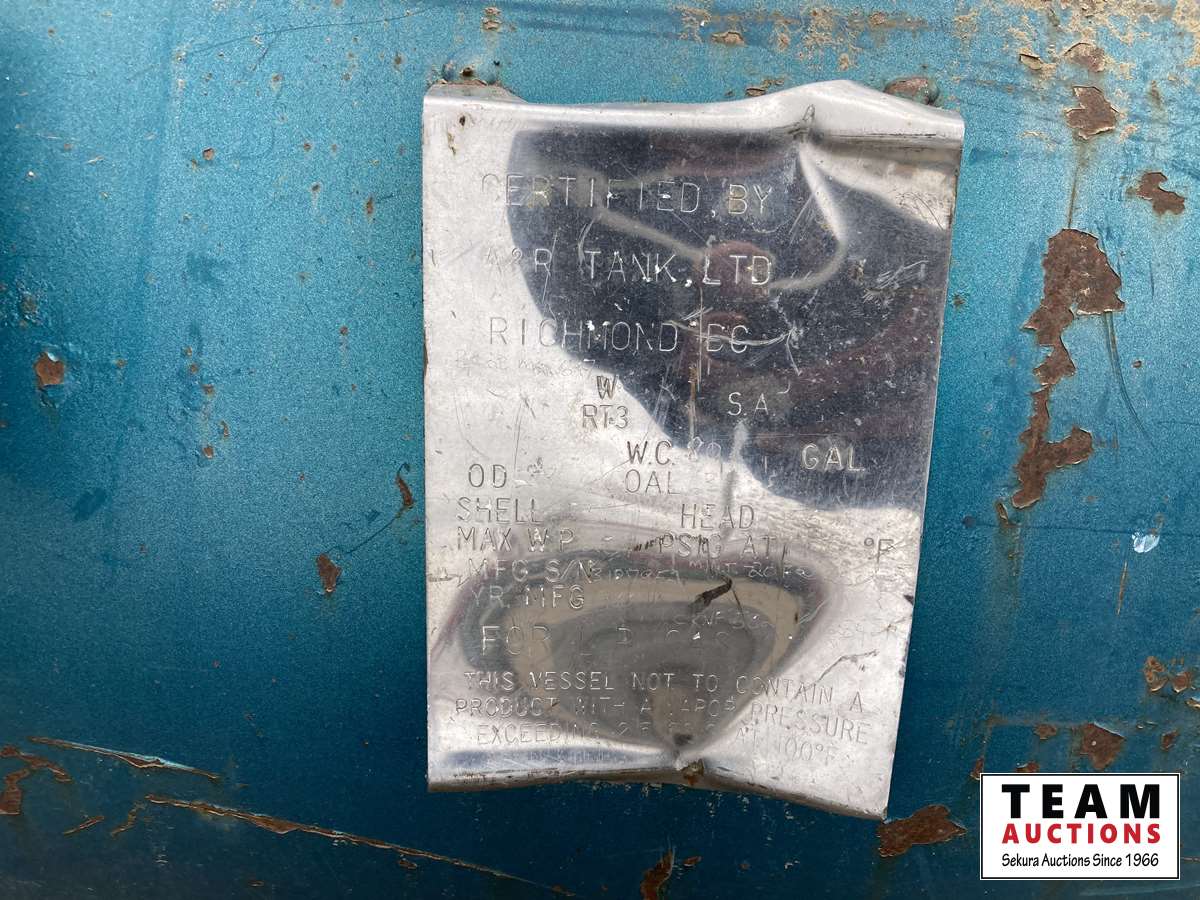 CERTIFIED, BY
A&R TANK, LTD
RICHMOND BC
W
RT3 S.A
W.C. GAL
OD OAL
SHELL HEAD
MAX WP PSIG AT °F
MFG S/N
YR. MFG
FOR L P GAS
THIS VESSEL NOT TO CONTAIN A
PRODUCT WITH A VAPOR PRESSURE
EXCEEDING AT 100°F
TEAM
AUCTIONS
Sekura Auctions Since 1966